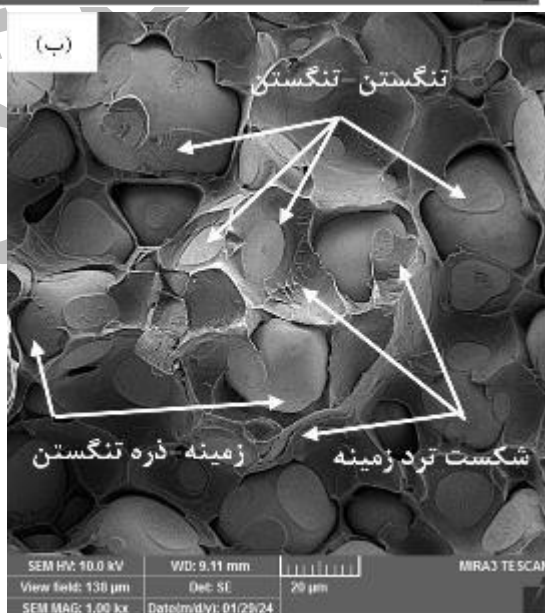 (ب)
تنگستن-تنگستن
زمینه-ذره تنگستن
شکست ترد زمینه
SEM HV: 10.0 kV
WD: 9.11 mm
MIRA3 TESCAN
View field: 138 µm
Det: SE
20 µm
SEM MAG: 1.00 kx
Date(m/d/y): 01/29/24